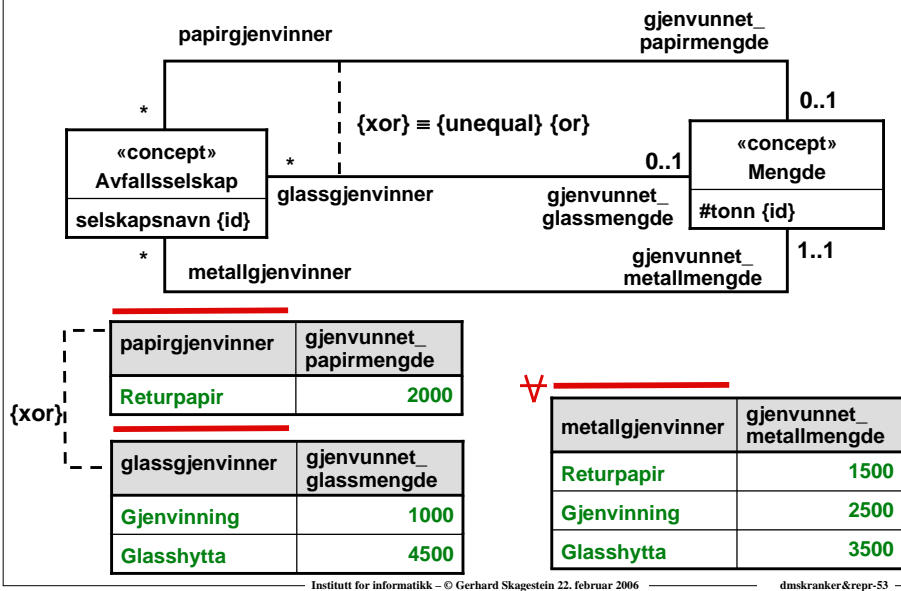 papirgjenvinner
gjenvunnet_
papirmengde
*
0..1
{xor} ≡ {unequal} {or}
«concept»
Avfallsselskap
selskapsnavn {id}
*
0..1
glassgjenvinner
gjenvunnet_
glassmengde
«concept»
Mengde
#tonn {id}
*
1..1
metallgjenvinner
gjenvunnet_
metallmengde
{xor}
papirgjenvinner gjenvunnet_
papirmengde
Returpapir 2000
glassgjenvinner gjenvunnet_
glassmengde
Gjenvinning 1000
Glasshytta 4500
∀
metallgjenvinner gjenvunnet_
metallmengde
Returpapir 1500
Gjenvinning 2500
Glasshytta 3500
Institutt for informatikk – © Gerhard Skagestein 22. februar 2006 dmskranker&repr-53